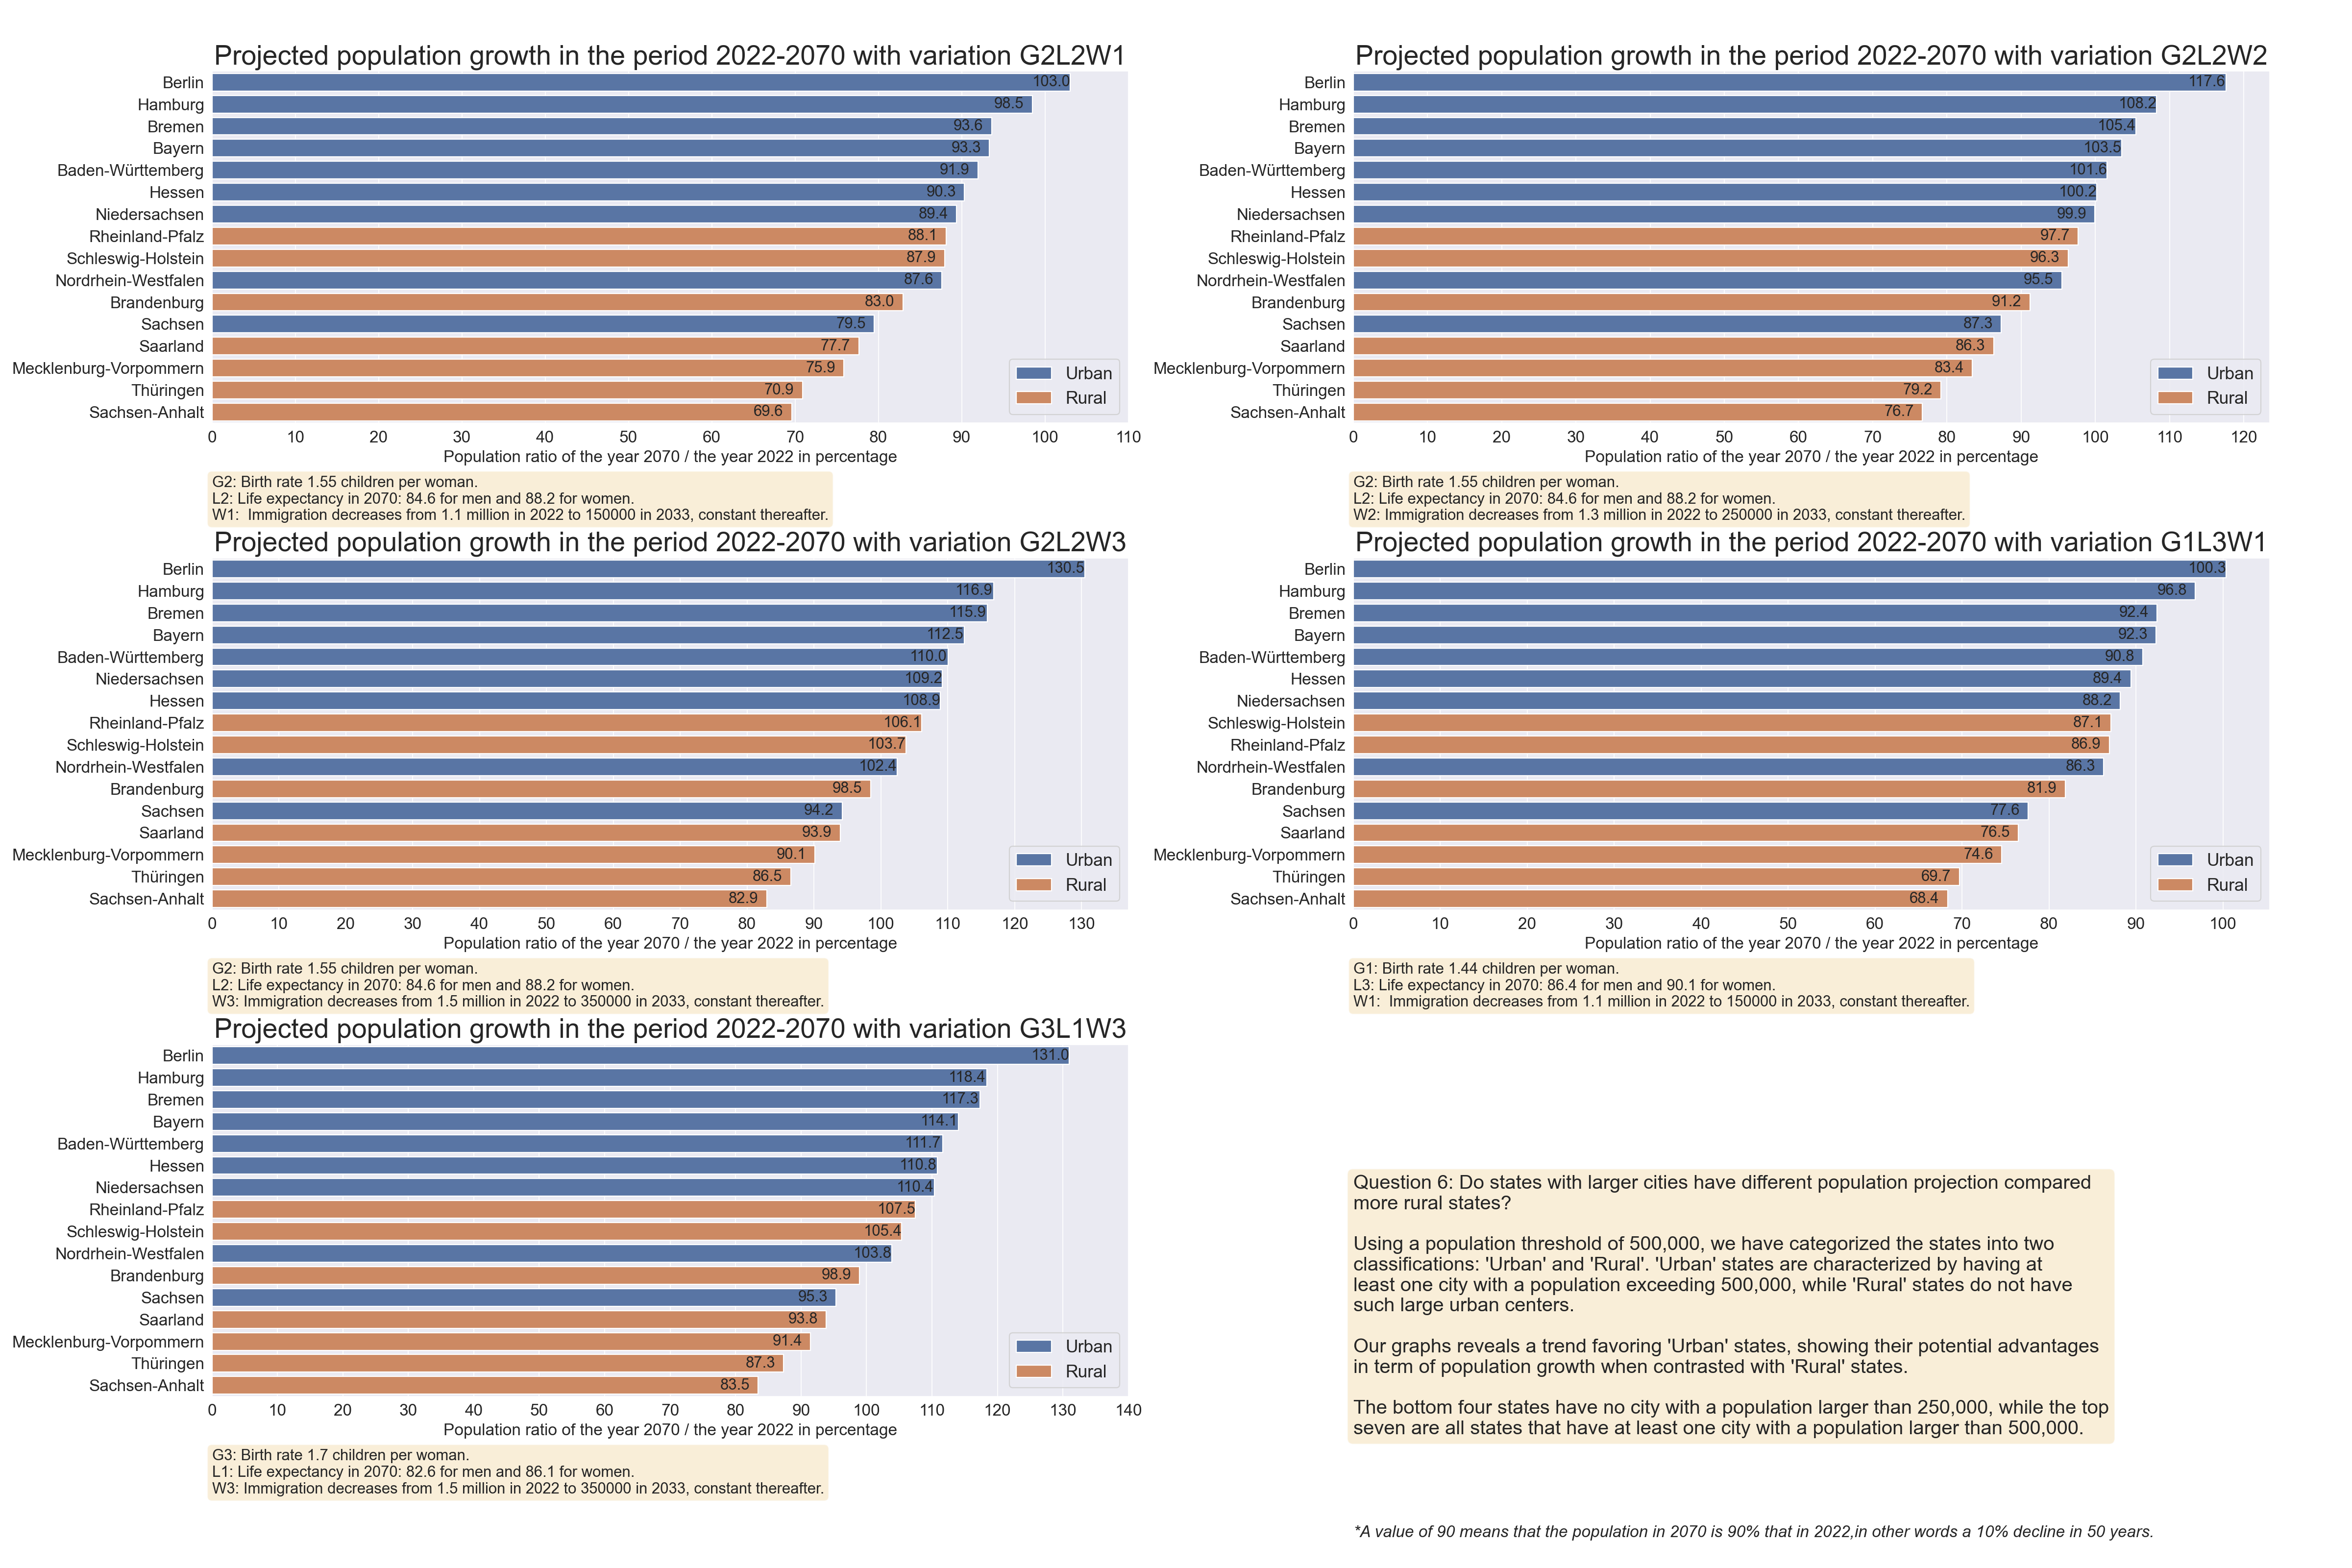 Projected population growth in the period 2022-2070 with variation G2L2W1
Berlin 103.0
Hamburg 98.5
Bremen 93.6
Bayern 93.3
Baden-Württemberg 91.9
Hessen 90.3
Niedersachsen 89.4
Rheinland-Pfalz 88.1
Schleswig-Holstein 87.9
Nordrhein-Westfalen 87.6
Brandenburg 83.0
Sachsen 79.5
Saarland 77.7
Mecklenburg-Vorpommern 75.9
Thüringen 70.9
Sachsen-Anhalt 69.6
Urban
Rural
0 10 20 30 40 50 60 70 80 90 100 110
Population ratio of the year 2070 / the year 2022 in percentage
G2: Birth rate 1.55 children per woman.
L2: Life expectancy in 2070: 84.6 for men and 88.2 for women.
W1:  Immigration decreases from 1.1 million in 2022 to 150000 in 2033, constant thereafter.
Projected population growth in the period 2022-2070 with variation G2L2W2
Berlin 117.6
Hamburg 108.2
Bremen 105.4
Bayern 103.5
Baden-Württemberg 101.6
Hessen 100.2
Niedersachsen 99.9
Rheinland-Pfalz 97.7
Schleswig-Holstein 96.3
Nordrhein-Westfalen 95.5
Brandenburg 91.2
Sachsen 87.3
Saarland 86.3
Mecklenburg-Vorpommern 83.4
Thüringen 79.2
Sachsen-Anhalt 76.7
Urban
Rural
0 10 20 30 40 50 60 70 80 90 100 110 120
Population ratio of the year 2070 / the year 2022 in percentage
G2: Birth rate 1.55 children per woman.
L2: Life expectancy in 2070: 84.6 for men and 88.2 for women.
W2: Immigration decreases from 1.3 million in 2022 to 250000 in 2033, constant thereafter.
Projected population growth in the period 2022-2070 with variation G2L2W3
Berlin 130.5
Hamburg 116.9
Bremen 115.9
Bayern 112.5
Baden-Württemberg 110.0
Niedersachsen 109.2
Hessen 108.9
Rheinland-Pfalz 106.1
Schleswig-Holstein 103.7
Nordrhein-Westfalen 102.4
Brandenburg 98.5
Sachsen 94.2
Saarland 93.9
Mecklenburg-Vorpommern 90.1
Thüringen 86.5
Sachsen-Anhalt 82.9
Urban
Rural
0 10 20 30 40 50 60 70 80 90 100 110 120 130
Population ratio of the year 2070 / the year 2022 in percentage
G2: Birth rate 1.55 children per woman.
L2: Life expectancy in 2070: 84.6 for men and 88.2 for women.
W3: Immigration decreases from 1.5 million in 2022 to 350000 in 2033, constant thereafter.
Projected population growth in the period 2022-2070 with variation G1L3W1
Berlin 100.3
Hamburg 96.8
Bremen 92.4
Bayern 92.3
Baden-Württemberg 90.8
Hessen 89.4
Niedersachsen 88.2
Schleswig-Holstein 87.1
Rheinland-Pfalz 86.9
Nordrhein-Westfalen 86.3
Brandenburg 81.9
Sachsen 77.6
Saarland 76.5
Mecklenburg-Vorpommern 74.6
Thüringen 69.7
Sachsen-Anhalt 68.4
Urban
Rural
0 10 20 30 40 50 60 70 80 90 100
Population ratio of the year 2070 / the year 2022 in percentage
G1: Birth rate 1.44 children per woman.
L3: Life expectancy in 2070: 86.4 for men and 90.1 for women.
W1:  Immigration decreases from 1.1 million in 2022 to 150000 in 2033, constant thereafter.
Projected population growth in the period 2022-2070 with variation G3L1W3
Berlin 131.0
Hamburg 118.4
Bremen 117.3
Bayern 114.1
Baden-Württemberg 111.7
Hessen 110.8
Niedersachsen 110.4
Rheinland-Pfalz 107.5
Schleswig-Holstein 105.4
Nordrhein-Westfalen 103.8
Brandenburg 98.9
Sachsen 95.3
Saarland 93.8
Mecklenburg-Vorpommern 91.4
Thüringen 87.3
Sachsen-Anhalt 83.5
Urban
Rural
0 10 20 30 40 50 60 70 80 90 100 110 120 130 140
Population ratio of the year 2070 / the year 2022 in percentage
G3: Birth rate 1.7 children per woman.
L1: Life expectancy in 2070: 82.6 for men and 86.1 for women.
W3: Immigration decreases from 1.5 million in 2022 to 350000 in 2033, constant thereafter.
Question 6: Do states with larger cities have different population projection compared
more rural states?
Using a population threshold of 500,000, we have categorized the states into two
classifications: 'Urban' and 'Rural'. 'Urban' states are characterized by having at
least one city with a population exceeding 500,000, while 'Rural' states do not have
such large urban centers.
Our graphs reveals a trend favoring 'Urban' states, showing their potential advantages
in term of population growth when contrasted with 'Rural' states.
The bottom four states have no city with a population larger than 250,000, while the top
seven are all states that have at least one city with a population larger than 500,000.
*A value of 90 means that the population in 2070 is 90% that in 2022,in other words a 10% decline in 50 years.